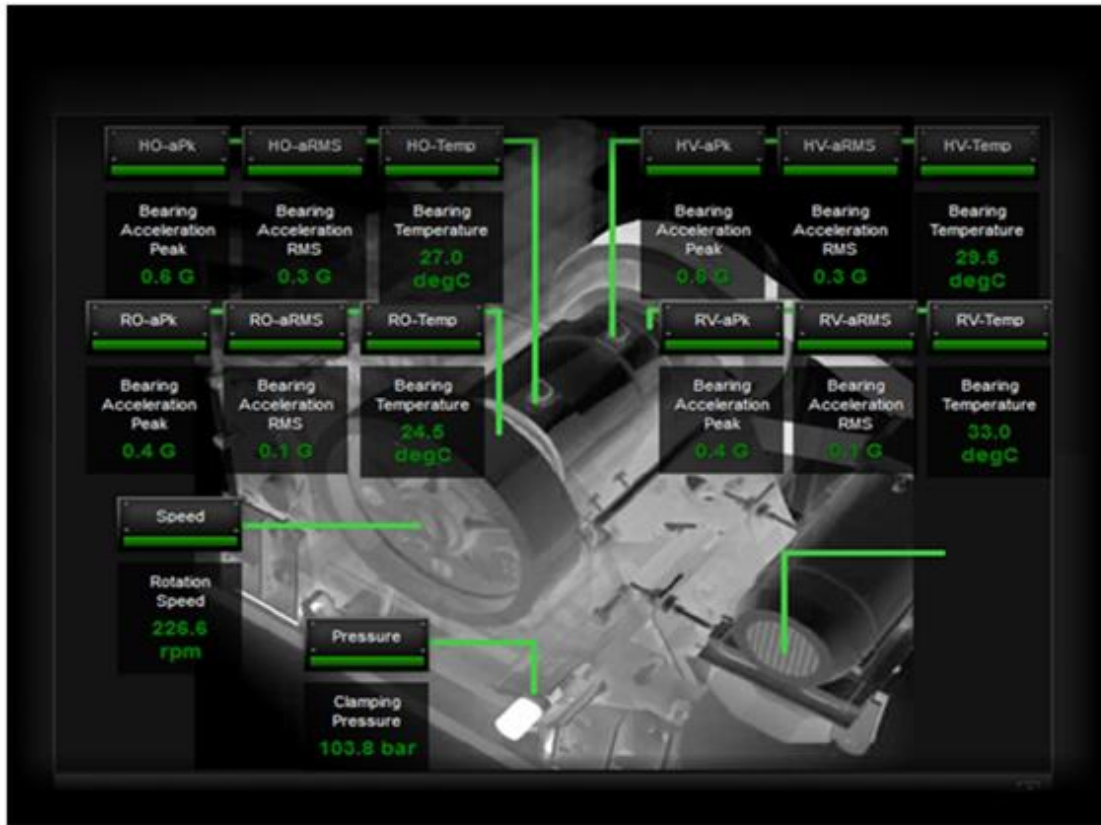 HO-aPk HO-aRMS HO-Temp HV-aPk HV-aRMS HV-Temp
Bearing Acceleration Peak
0.6 G
Bearing Acceleration RMS
0.3 G
Bearing Temperature
27.0
degC
Bearing Acceleration Peak
0.6 G
Bearing Acceleration RMS
0.3 G
Bearing Temperature
29.5
degC
RO-aPk RO-aRMS RO-Temp RV-aPk RV-aRMS RV-Temp
Bearing Acceleration Peak
0.4 G
Bearing Acceleration RMS
0.1 G
Bearing Temperature
24.5
degC
Bearing Acceleration Peak
0.4 G
Bearing Acceleration RMS
0.1 G
Bearing Temperature
33.0
degC
Speed
Rotation
Speed
226.6
rpm
Pressure
Clamping
Pressure
103.8 bar